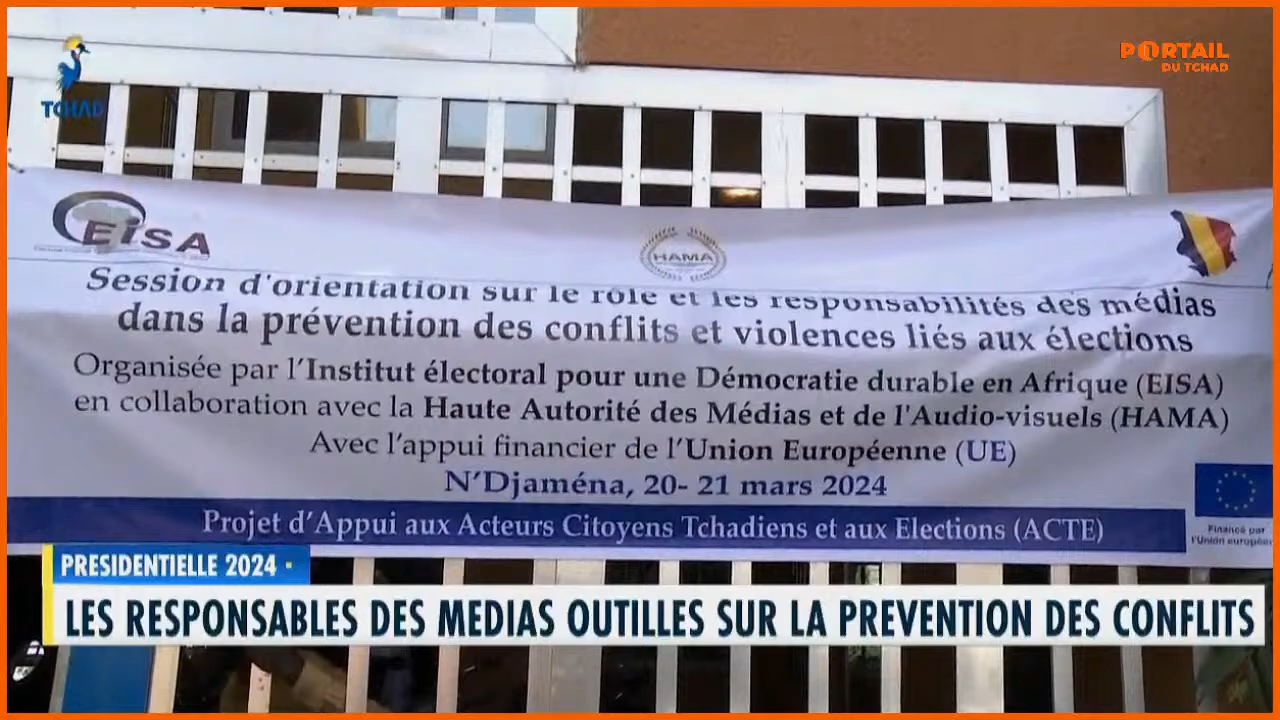 TCHAD
PORTAIL
DU TCHAD
EISA
HAMA
Session d'orientation sur le rôle et les responsabilités des médias
dans la prévention des conflits et violences liés aux élections
Organisée par l'Institut électoral pour une Démocratie durable en Afrique (EISA)
en collaboration avec la Haute Autorité des Médias et de l'Audio-visuels (HAMA)
Avec l'appui financier de l'Union Européenne (UE)
N'Djaména, 20- 21 mars 2024
Projet d'Appui aux Acteurs Citoyens Tchadiens et aux Elections (ACTE)
Financé par
l'Union europée
PRESIDENTIELLE 2024
LES RESPONSABLES DES MEDIAS OUTILLES SUR LA PREVENTION DES CONFLITS